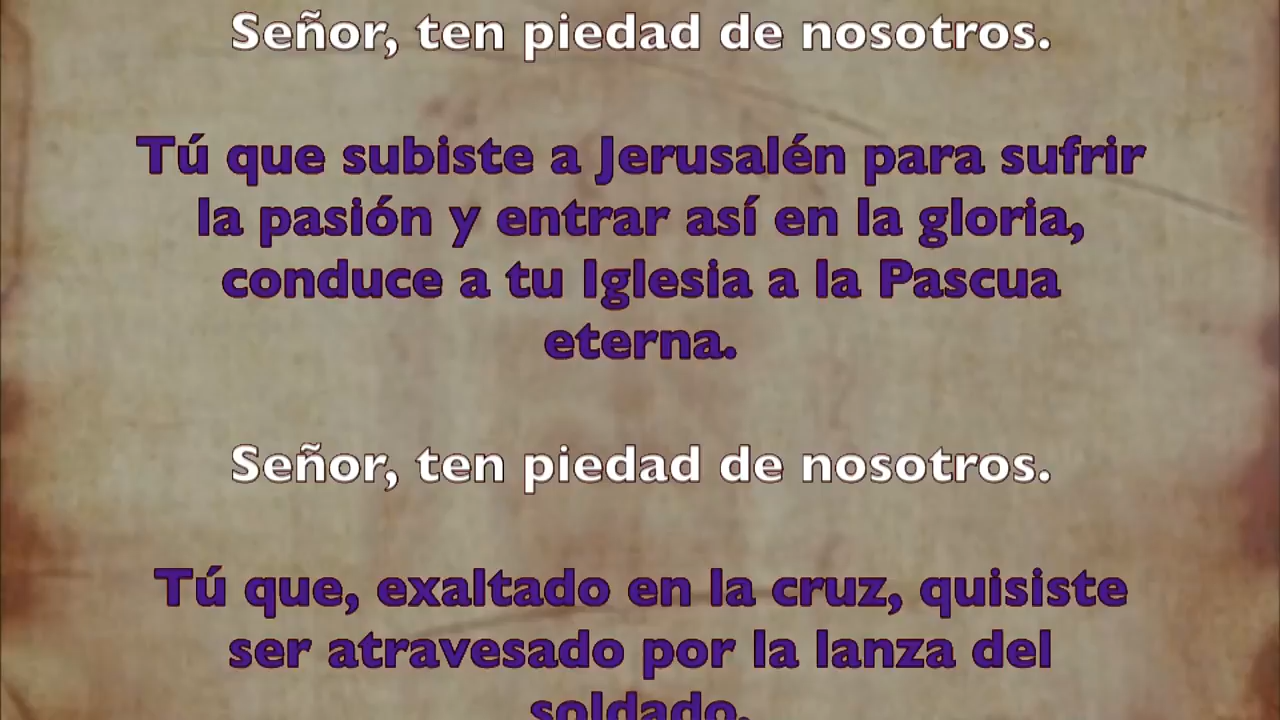 Señor, ten piedad de nosotros.
Tú que subiste a Jerusalén para sufrir
la pasión y entrar así en la gloria,
conduce a tu Iglesia a la Pascua
eterna.
Señor, ten piedad de nosotros.
Tú que, exaltado en la cruz, quisiste
ser atravesado por la lanza del
soldado.